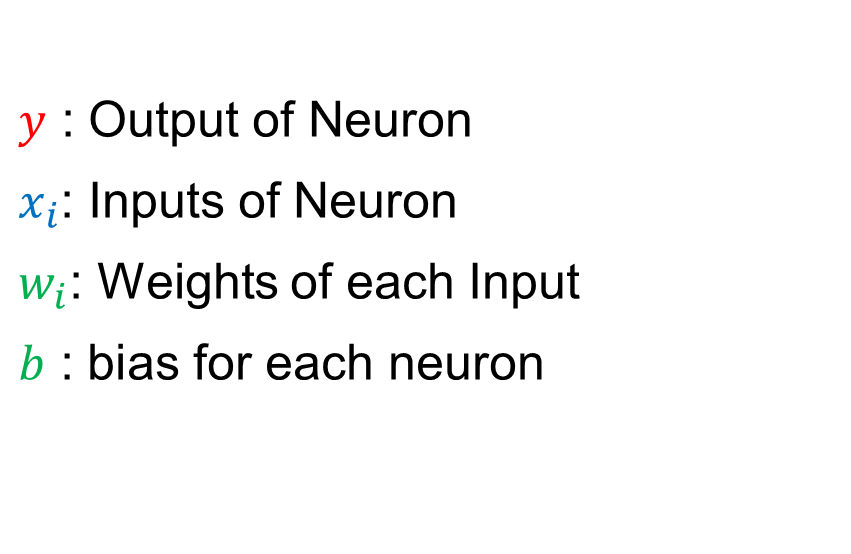 y : Output of Neuron
xᵢ: Inputs of Neuron
wᵢ: Weights of each Input
b : bias for each neuron